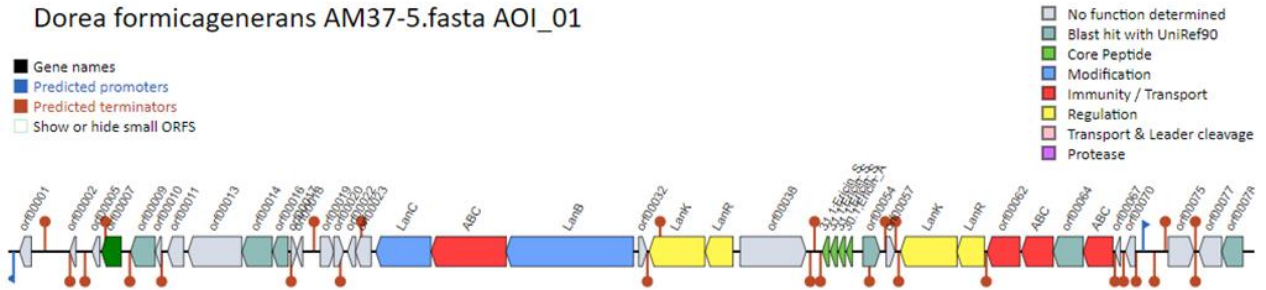 Dorea formicagenerans AM37-5.fasta AOI_01
Gene names
Predicted promoters
Predicted terminators
Show or hide small ORFS
No function determined
Blast hit with UniRef90
Core Peptide
Modification
Immunity / Transport
Regulation
Transport & Leader cleavage
Protease
orf00001
orf00002
orf00005
orf00007
orf00009
orf00010
orf00011
orf00013
orf00014
orf00016
orf00019
orf00020
orf00023
LanC
ABC
LanB
orf00032
LanK
LanR
orf00038
orf00054
orf00057
LanK
LanR
orf00062
ABC
orf00064
ABC
orf00067
orf00070
orf00075
orf00077